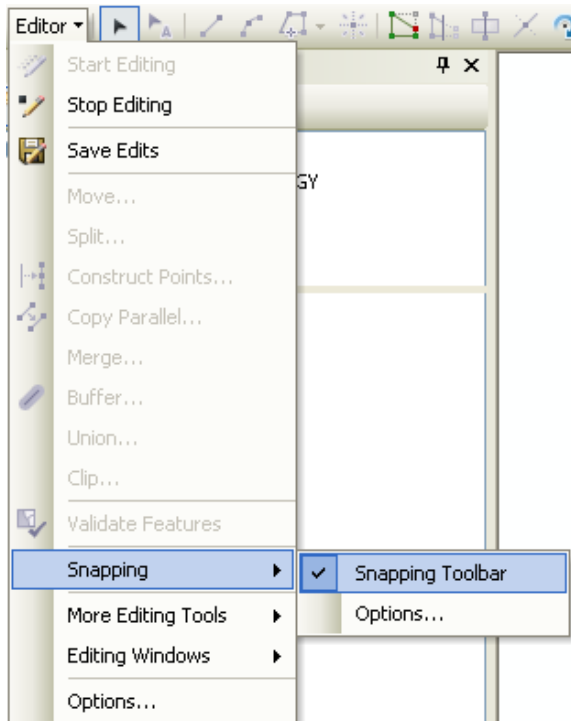 Editor
Start Editing
Stop Editing
Save Edits
GY
Move...
Split...
Construct Points...
Copy Parallel...
Merge...
Buffer...
Union...
Clip...
Validate Features
Snapping
Snapping Toolbar
Options...
More Editing Tools
Editing Windows
Options...